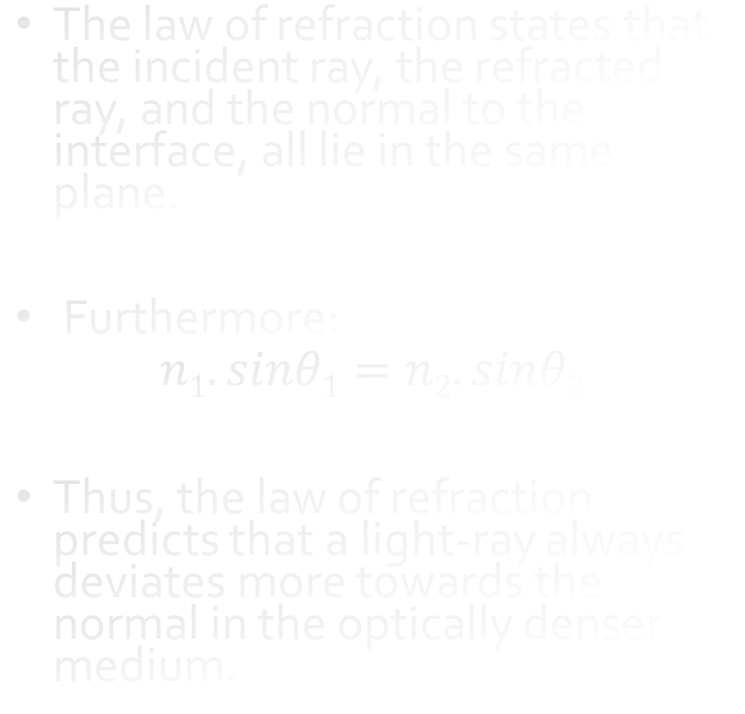 • The law of refraction states that
the incident ray, the refracted
ray, and the normal to the
interface, all lie in the same
plane.
• Furthermore:
n₁. sinθ₁ = n₂. sinθ₂
• Thus, the law of refraction
predicts that a light-ray always
deviates more towards the
normal in the optically denser
medium.